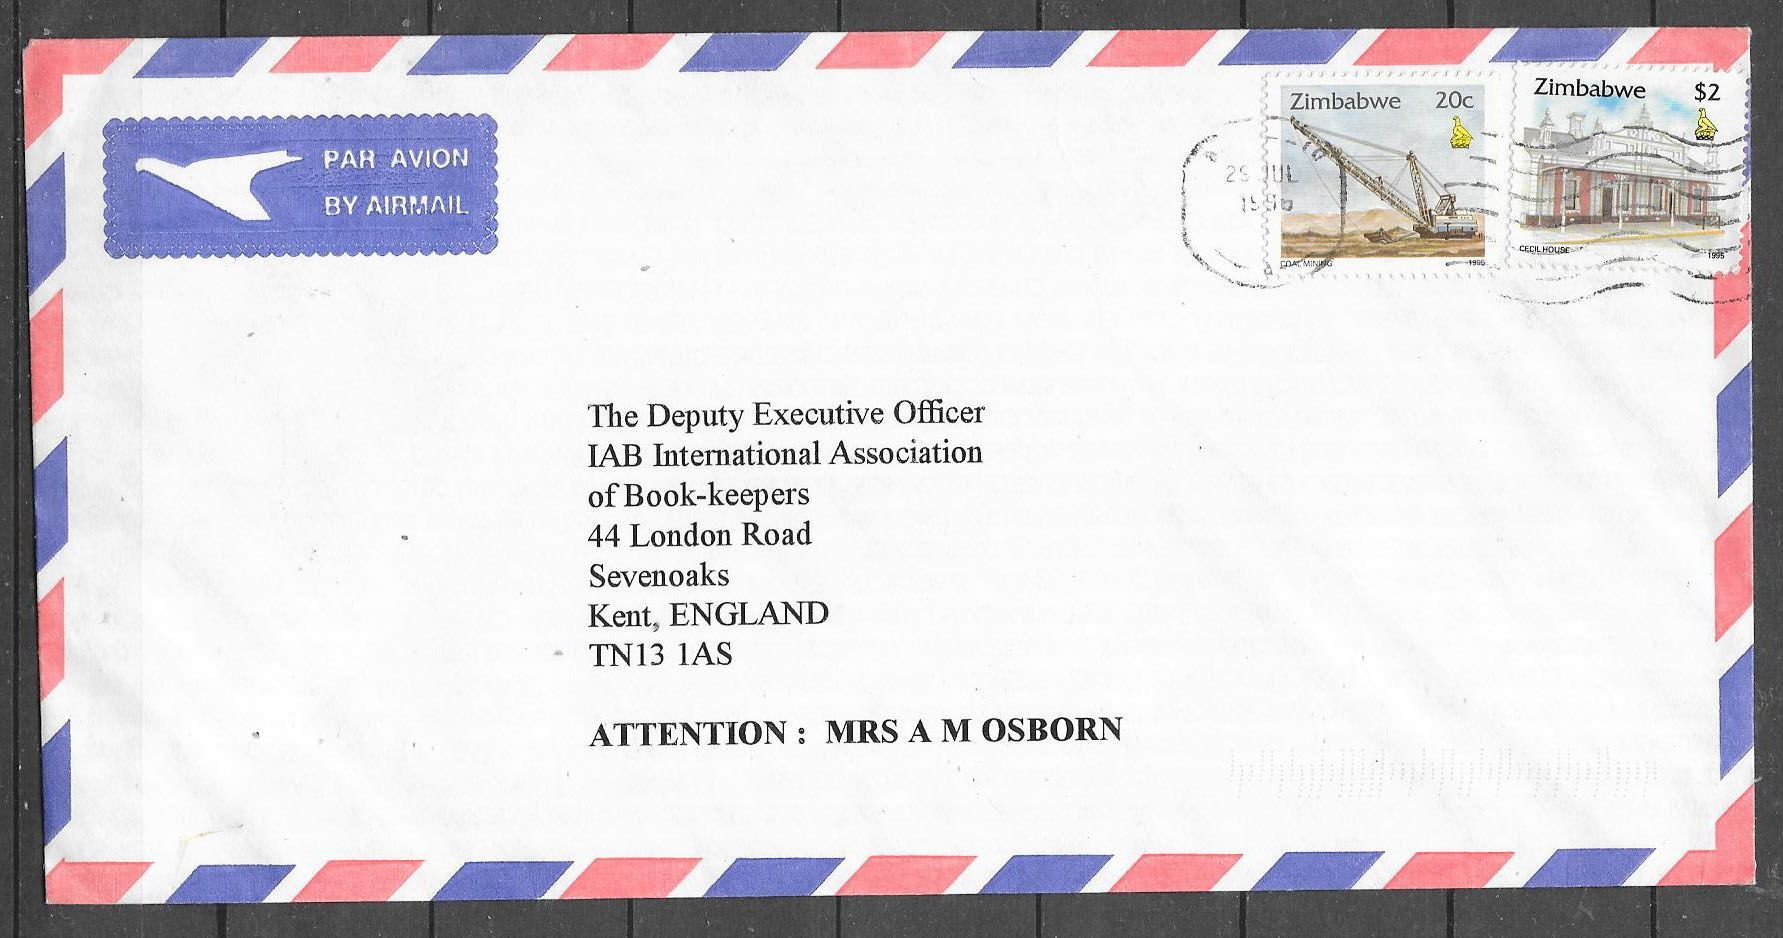 PAR AVION
BY AIRMAIL
Zimbabwe 20c
COAL MINING 1995
Zimbabwe $2
CECIL HOUSE 1995
29 JUL
1996
The Deputy Executive Officer
IAB International Association
of Book-keepers
44 London Road
Sevenoaks
Kent, ENGLAND
TN13 1AS
ATTENTION : MRS A M OSBORN